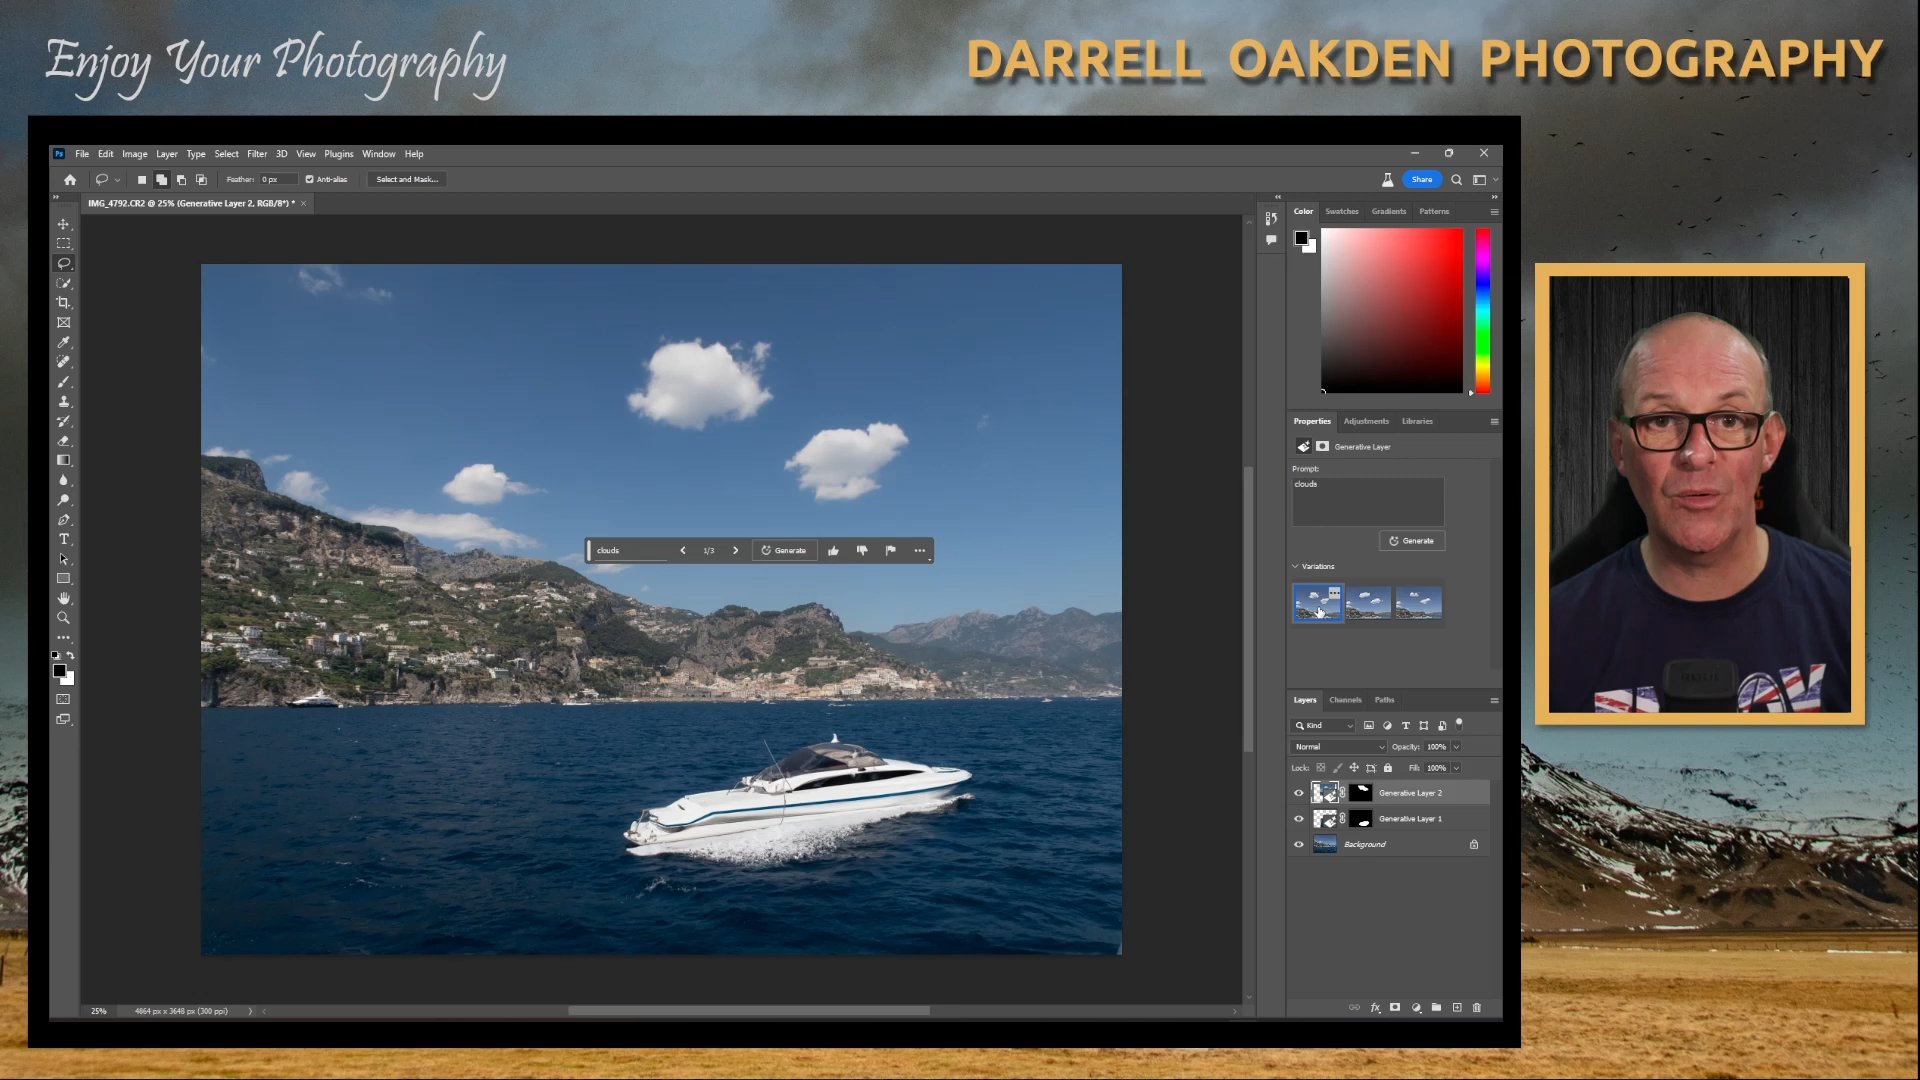 Enjoy Your Photography
DARRELL OAKDEN PHOTOGRAPHY
Ps File Edit Image Layer Type Select Filter 3D View Plugins Window Help
Feather: 0 px Anti-alias Select and Mask... Share
IMG_4792.CR2 @ 25% (Generative Layer 2, RGB/8*) * ×
Color Swatches Gradients Patterns
Properties Adjustments Libraries
Generative Layer
Prompt:
clouds
Generate
clouds 1/3 Generate
Variations
Layers Channels Paths
Kind
Normal Opacity: 100%
Lock: Fill: 100%
Generative Layer 2
Generative Layer 1
Background
25% 4864 px x 3648 px (300 ppi)